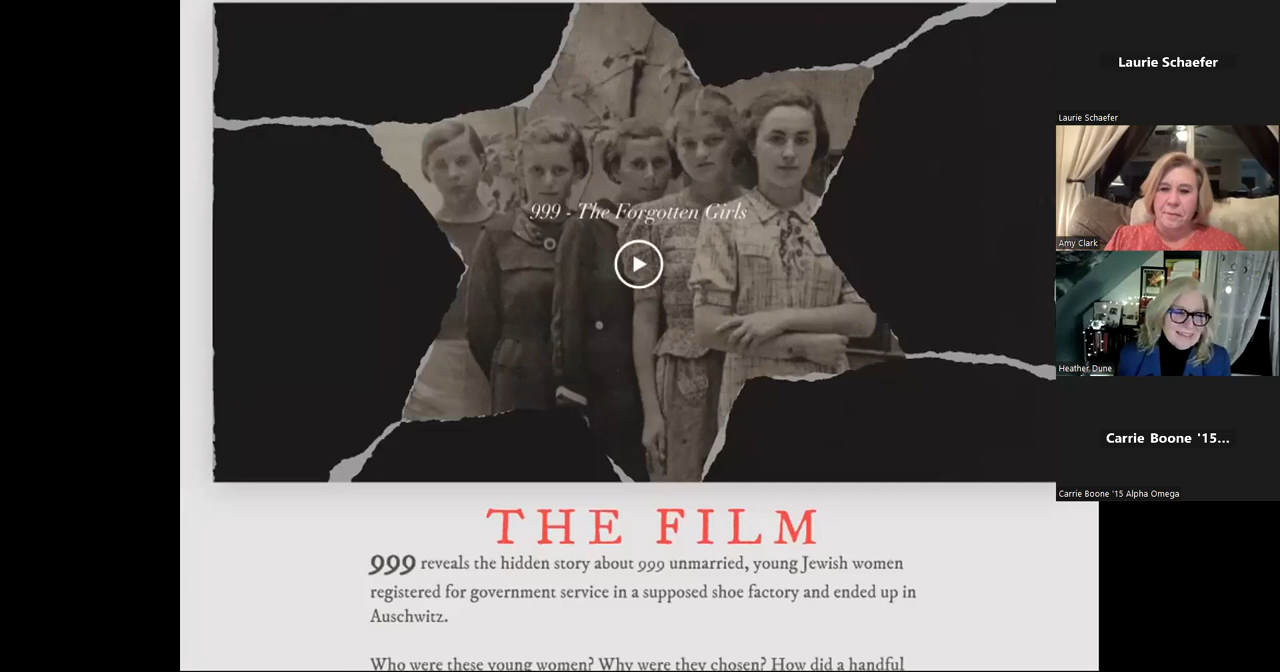 999 - The Forgotten Girls
THE FILM
999 reveals the hidden story about 999 unmarried, young Jewish women
registered for government service in a supposed shoe factory and ended up in
Auschwitz.
Who were these young women? Why were they chosen? How did a handful
Laurie Schaefer
Laurie Schaefer
Amy Clark
Heather Dune
Carrie Boone '15...
Carrie Boone '15 Alpha Omega